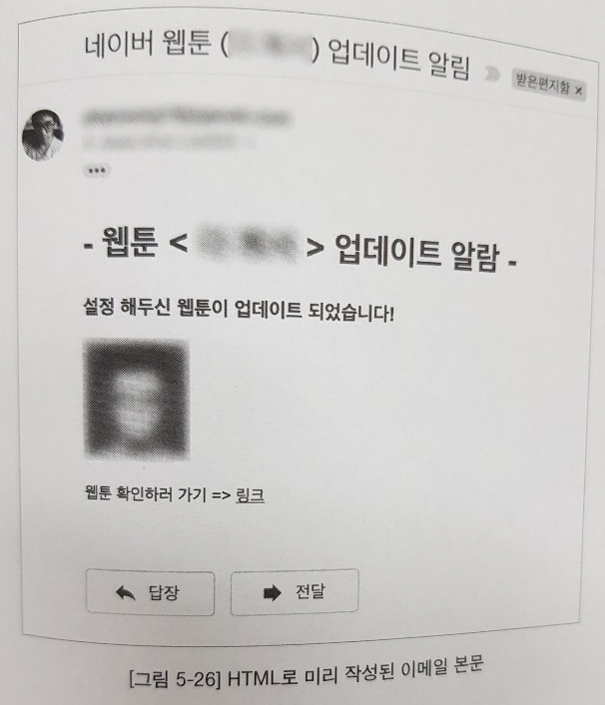 네이버 웹툰 ( ) 업데이트 알림
받은편지함 ×
- 웹툰 < > 업데이트 알람 -
설정 해두신 웹툰이 업데이트 되었습니다!
웹툰 확인하러 가기 => 링크
답장
전달
[그림 5-26] HTML로 미리 작성된 이메일 본문